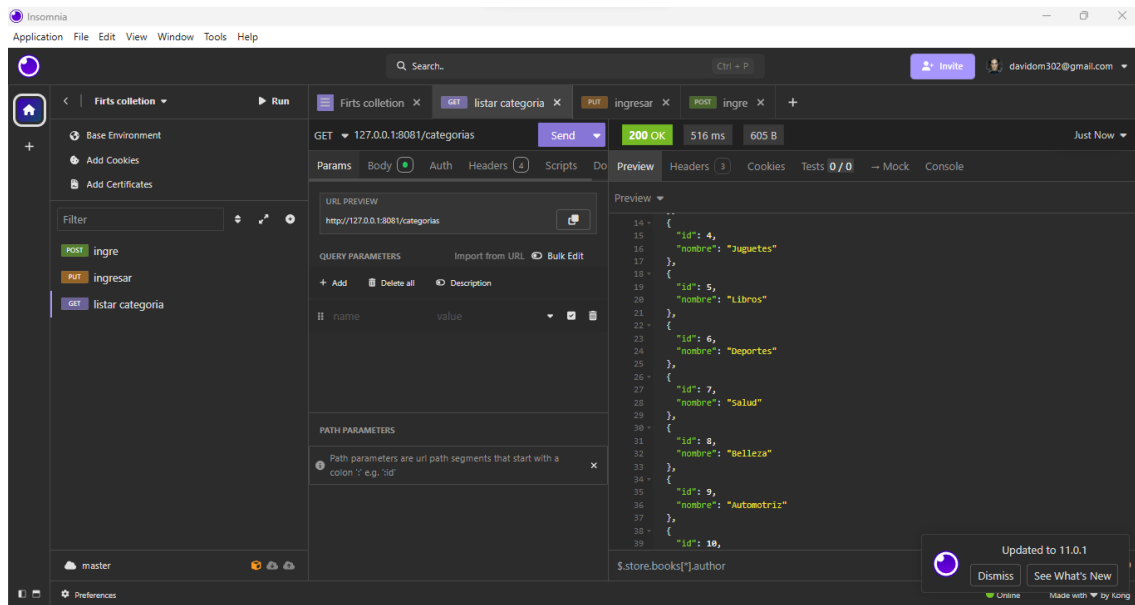 Insomnia
Application File Edit View Window Tools Help
Search.. Ctrl + P
Invite
davidom302@gmail.com
Firts colletion
Run
Base Environment
Add Cookies
Add Certificates
Filter
POST ingre
PUT ingresar
GET listar categoria
master
Preferences
Firts colletion
GET listar categoria
PUT ingresar
POST ingre
GET 127.0.0.1:8081/categorias Send
Params Body Auth Headers 4 Scripts Do
URL PREVIEW
http://127.0.0.1:8081/categorias
QUERY PARAMETERS Import from URL Bulk Edit
+ Add Delete all Description
name value
PATH PARAMETERS
Path parameters are url path segments that start with a
colon ':' e.g. ':id'
200 OK 516 ms 605 B Just Now
Preview Headers 3 Cookies Tests 0 / 0 → Mock Console
Preview
14 {
15 "id": 4,
16 "nombre": "Juguetes"
17 },
18 {
19 "id": 5,
20 "nombre": "Libros"
21 },
22 {
23 "id": 6,
24 "nombre": "Deportes"
25 },
26 {
27 "id": 7,
28 "nombre": "Salud"
29 },
30 {
31 "id": 8,
32 "nombre": "Belleza"
33 },
34 {
35 "id": 9,
36 "nombre": "Automotriz"
37 },
38 {
39 "id": 10,
$.store.books[*].author
Updated to 11.0.1
Dismiss See What's New
Online Made with ♥ by Kong